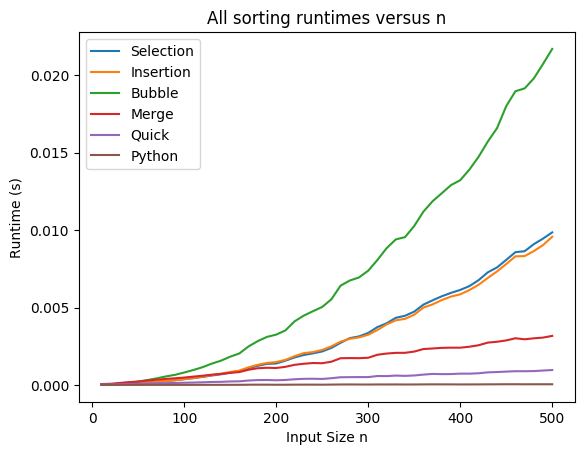 All sorting runtimes versus n
Selection
Insertion
Bubble
Merge
Quick
Python
Runtime (s)
0.020
0.015
0.010
0.005
0.000
0 100 200 300 400 500
Input Size n